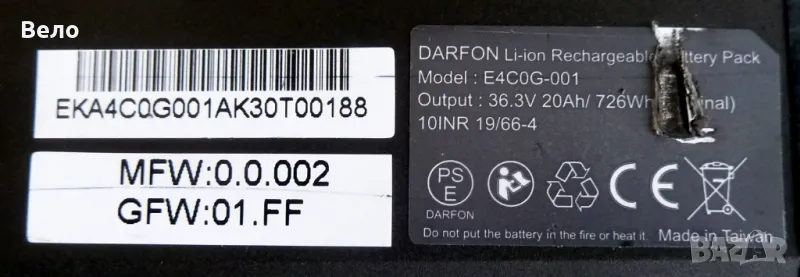 Вело
EKA4C0G001AK30T00188
MFW:0.0.002
GFW:01.FF
DARFON Li-ion Rechargeable Pack
Model : E4C0G-001
Output : 36.3V 20Ah/ 726Wh
10INR 19/66-4
PS
E
CE
DARFON
Do not put the battery in the fire or heat it. Made in Taiwan
BAZAR